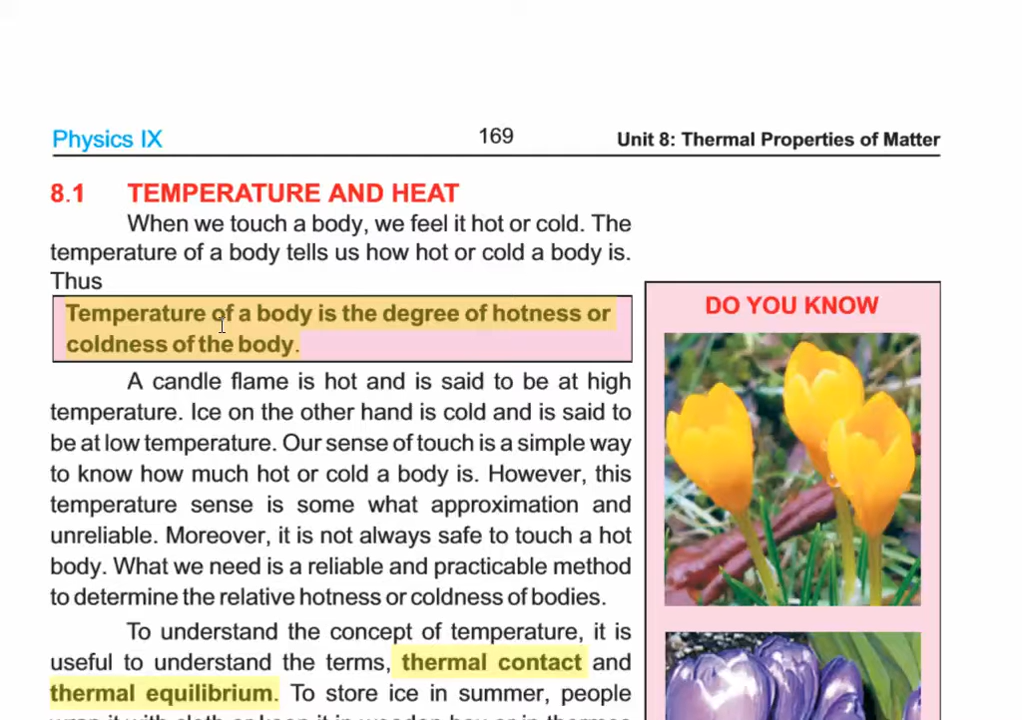 Physics IX
169
Unit 8: Thermal Properties of Matter
8.1 TEMPERATURE AND HEAT
When we touch a body, we feel it hot or cold. The
temperature of a body tells us how hot or cold a body is.
Thus
Temperature of a body is the degree of hotness or
coldness of the body.
A candle flame is hot and is said to be at high
temperature. Ice on the other hand is cold and is said to
be at low temperature. Our sense of touch is a simple way
to know how much hot or cold a body is. However, this
temperature sense is some what approximation and
unreliable. Moreover, it is not always safe to touch a hot
body. What we need is a reliable and practicable method
to determine the relative hotness or coldness of bodies.
To understand the concept of temperature, it is
useful to understand the terms, thermal contact and
thermal equilibrium. To store ice in summer, people
DO YOU KNOW